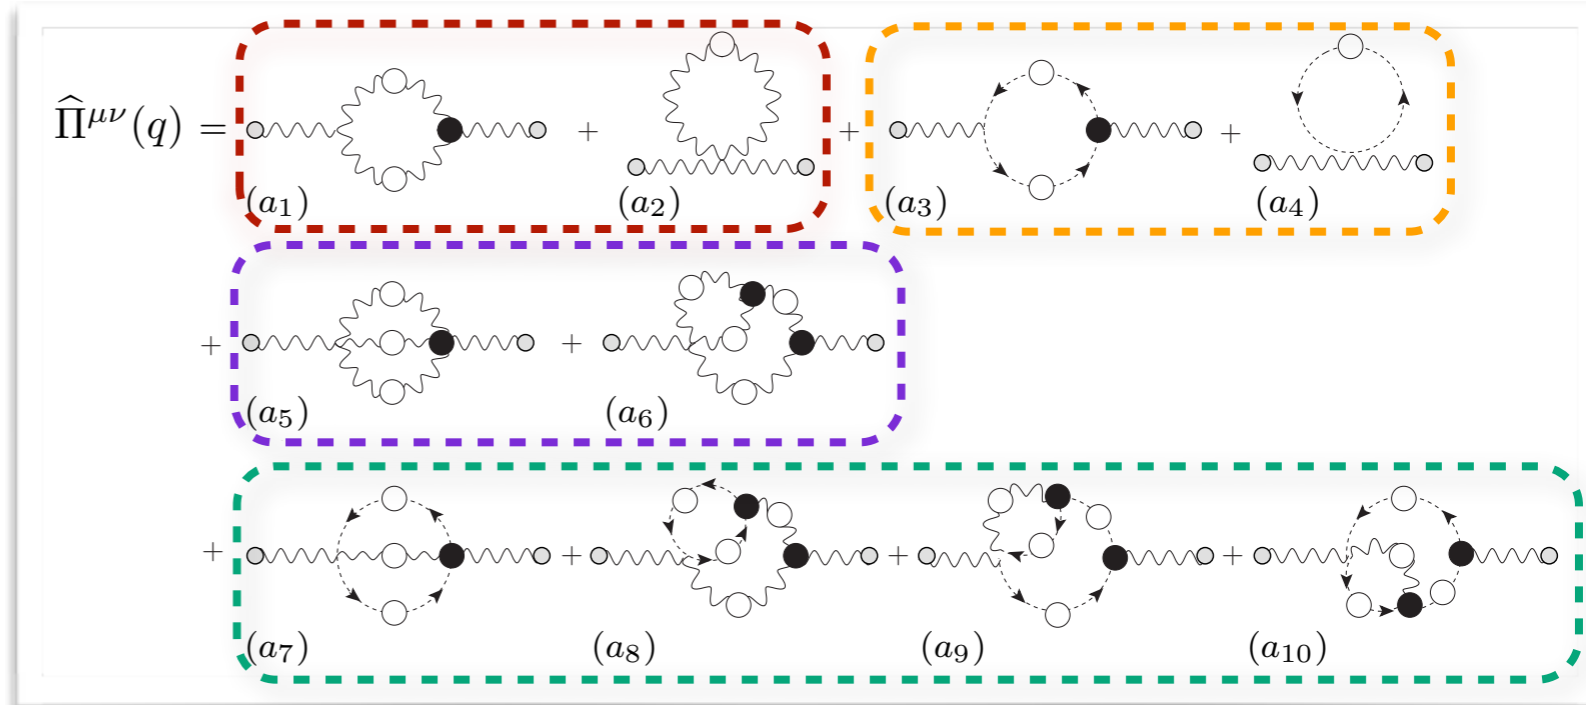 Π̂^{μν}(q) = + + +
(a₁) (a₂) (a₃) (a₄)
+ +
(a₅) (a₆)
+ + + +
(a₇) (a₈) (a₉) (a₁₀)